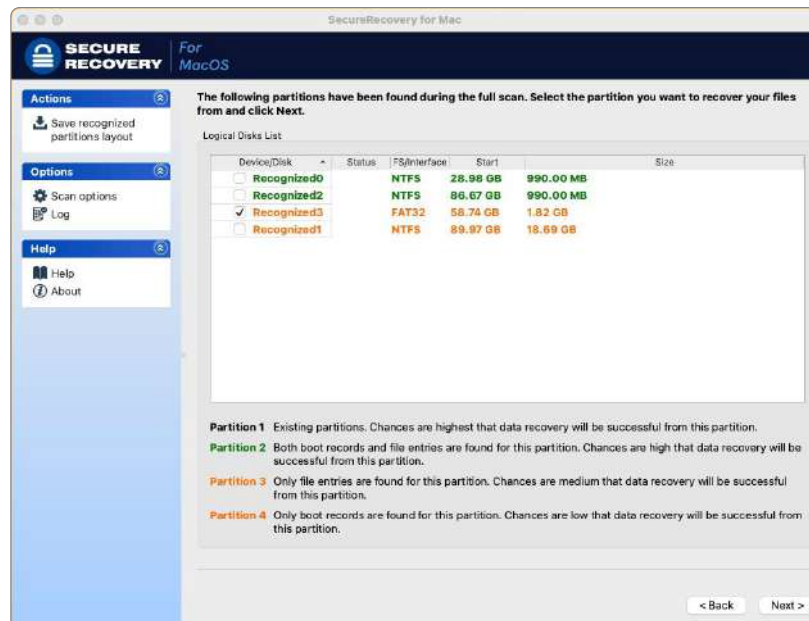 SecureRecovery for Mac
SECURE
RECOVERY
For
MacOS
Actions
Save recognized
partitions layout
Options
Scan options
Log
Help
Help
About
The following partitions have been found during the full scan. Select the partition you want to recover your files
from and click Next.
Logical Disks List
Device/Disk Status FS/Interface Start Size
Recognized0 NTFS 28.98 GB 990.00 MB
Recognized2 NTFS 86.67 GB 990.00 MB
Recognized3 FAT32 58.74 GB 1.82 GB
Recognized1 NTFS 89.97 GB 18.69 GB
Partition 1 Existing partitions. Chances are highest that data recovery will be successful from this partition.
Partition 2 Both boot records and file entries are found for this partition. Chances are high that data recovery will be
successful from this partition.
Partition 3 Only file entries are found for this partition. Chances are medium that data recovery will be successful
from this partition.
Partition 4 Only boot records are found for this partition. Chances are low that data recovery will be successful from
this partition.
< Back Next >